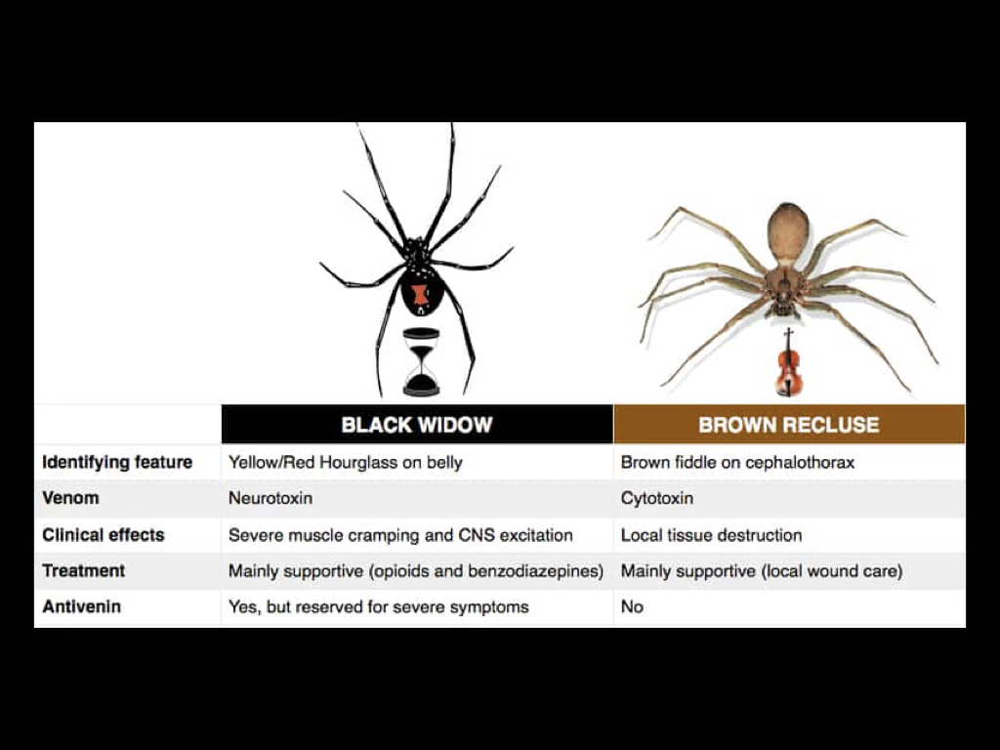 BLACK WIDOW BROWN RECLUSE
Identifying feature Yellow/Red Hourglass on belly Brown fiddle on cephalothorax
Venom Neurotoxin Cytotoxin
Clinical effects Severe muscle cramping and CNS excitation Local tissue destruction
Treatment Mainly supportive (opioids and benzodiazepines) Mainly supportive (local wound care)
Antivenin Yes, but reserved for severe symptoms No